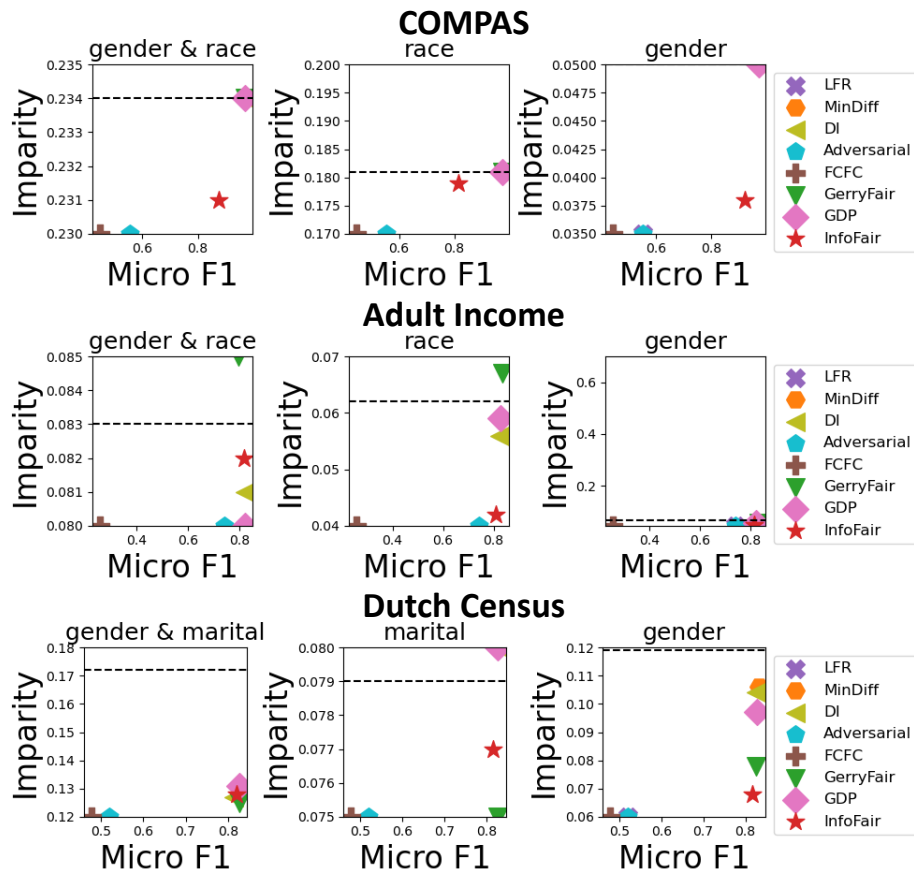 COMPAS
gender & race
race
gender
0.235
0.234
0.233
0.232
0.231
0.230
Imparity
0.6
0.8
Micro F1
0.200
0.195
0.190
0.185
0.180
0.175
0.170
Imparity
0.6
0.8
Micro F1
0.0500
0.0475
0.0450
0.0425
0.0400
0.0375
0.0350
Imparity
0.6
0.8
Micro F1
LFR
MinDiff
DI
Adversarial
FCFC
GerryFair
GDP
InfoFair
Adult Income
gender & race
race
gender
0.085
0.084
0.083
0.082
0.081
0.080
Imparity
0.4
0.6
0.8
Micro F1
0.07
0.06
0.05
0.04
Imparity
0.4
0.6
0.8
Micro F1
0.6
0.4
0.2
Imparity
0.4
0.6
0.8
Micro F1
LFR
MinDiff
DI
Adversarial
FCFC
GerryFair
GDP
InfoFair
Dutch Census
gender & marital
marital
gender
0.18
0.17
0.16
0.15
0.14
0.13
0.12
Imparity
0.5
0.6
0.7
0.8
Micro F1
0.080
0.079
0.078
0.077
0.076
0.075
Imparity
0.5
0.6
0.7
0.8
Micro F1
0.12
0.11
0.10
0.09
0.08
0.07
0.06
Imparity
0.5
0.6
0.7
0.8
Micro F1
LFR
MinDiff
DI
Adversarial
FCFC
GerryFair
GDP
InfoFair